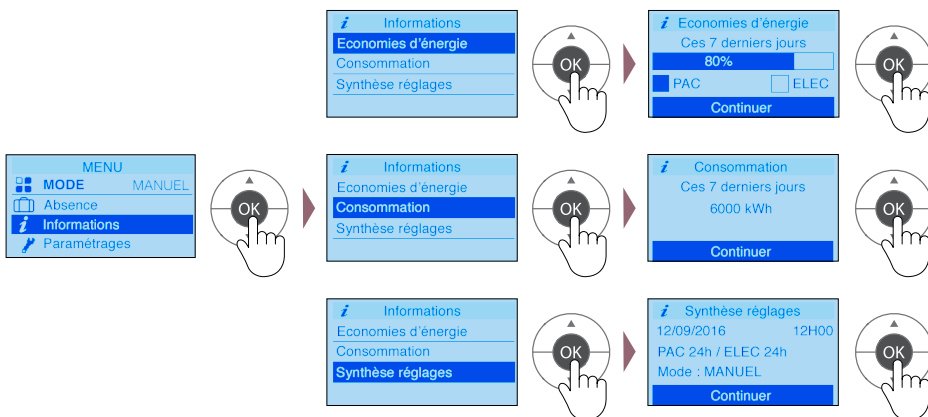 i Informations
Economies d'énergie
Consommation
Synthèse réglages
OK
i Economies d'énergie
Ces 7 derniers jours
80%
PAC ELEC
Continuer
OK
MENU
MODE MANUEL
Absence
i Informations
Paramétrages
OK
i Informations
Economies d'énergie
Consommation
Synthèse réglages
OK
i Consommation
Ces 7 derniers jours
6000 kWh
Continuer
OK
i Informations
Economies d'énergie
Consommation
Synthèse réglages
OK
i Synthèse réglages
12/09/2016 12H00
PAC 24h / ELEC 24h
Mode : MANUEL
Continuer
OK